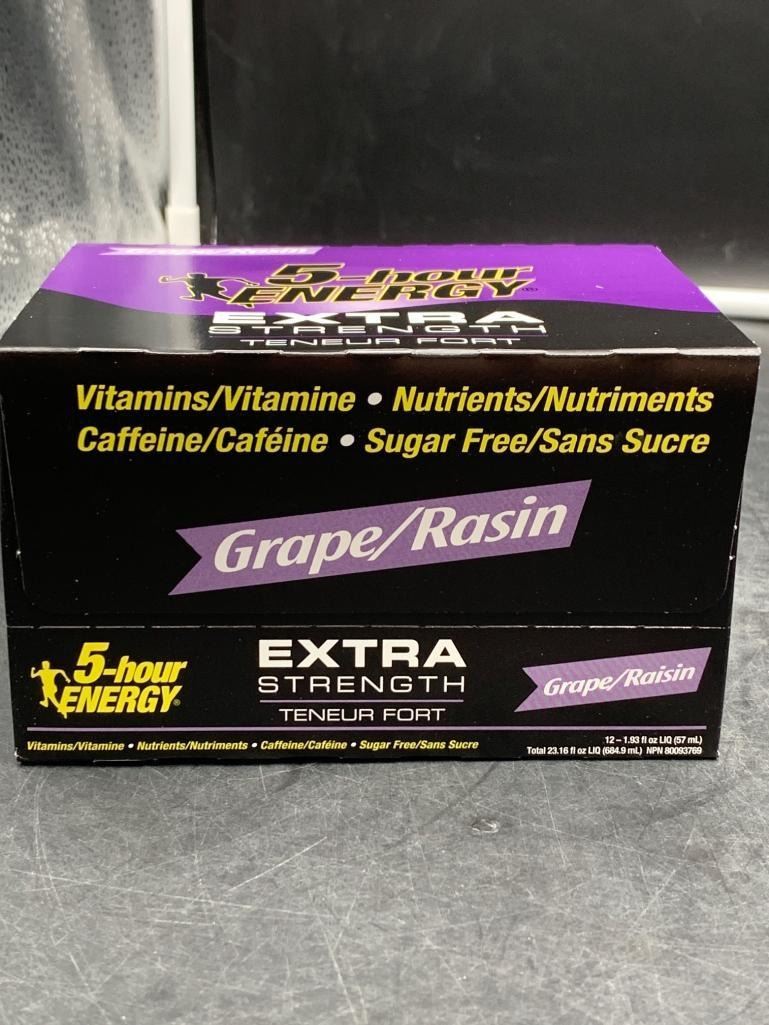 Grape/Rasin
5-hour
ENERGY®
EXTRA
STRENGTH
TENEUR FORT
Vitamins/Vitamine • Nutrients/Nutriments
Caffeine/Caféine • Sugar Free/Sans Sucre
Grape/Rasin
5-hour
ENERGY®
EXTRA
STRENGTH
TENEUR FORT
Grape/Raisin
Vitamins/Vitamine • Nutrients/Nutriments • Caffeine/Caféine • Sugar Free/Sans Sucre
12 – 1.93 fl oz LIQ (57 mL)
Total 23.16 fl oz LIQ (684.9 mL) NPN 80093769